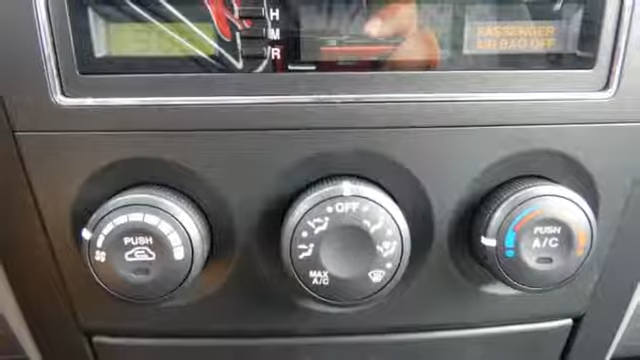 H
M
R
PASSENGER
AIR BAG OFF
PUSH
OFF
MAX
A/C
PUSH
A/C